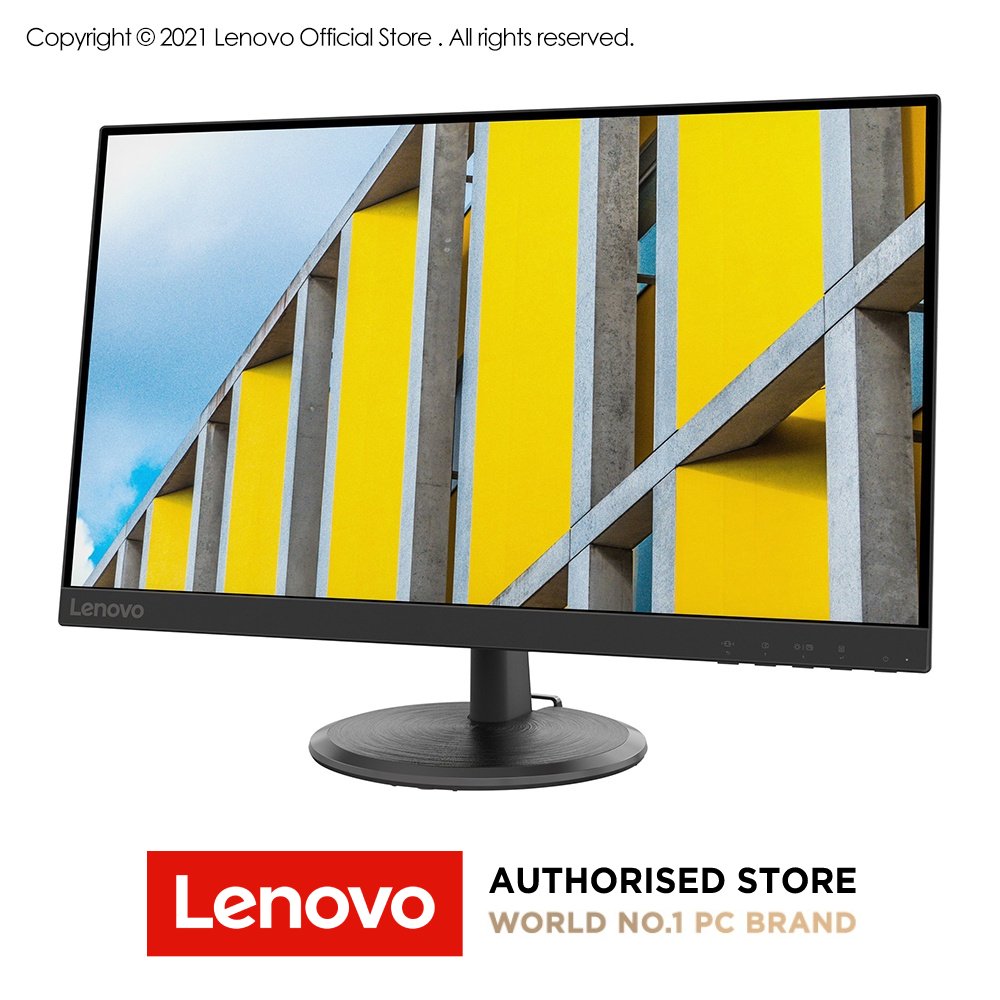 Copyright © 2021 Lenovo Official Store . All rights reserved.
Lenovo
Lenovo
AUTHORISED STORE
WORLD NO.1 PC BRAND